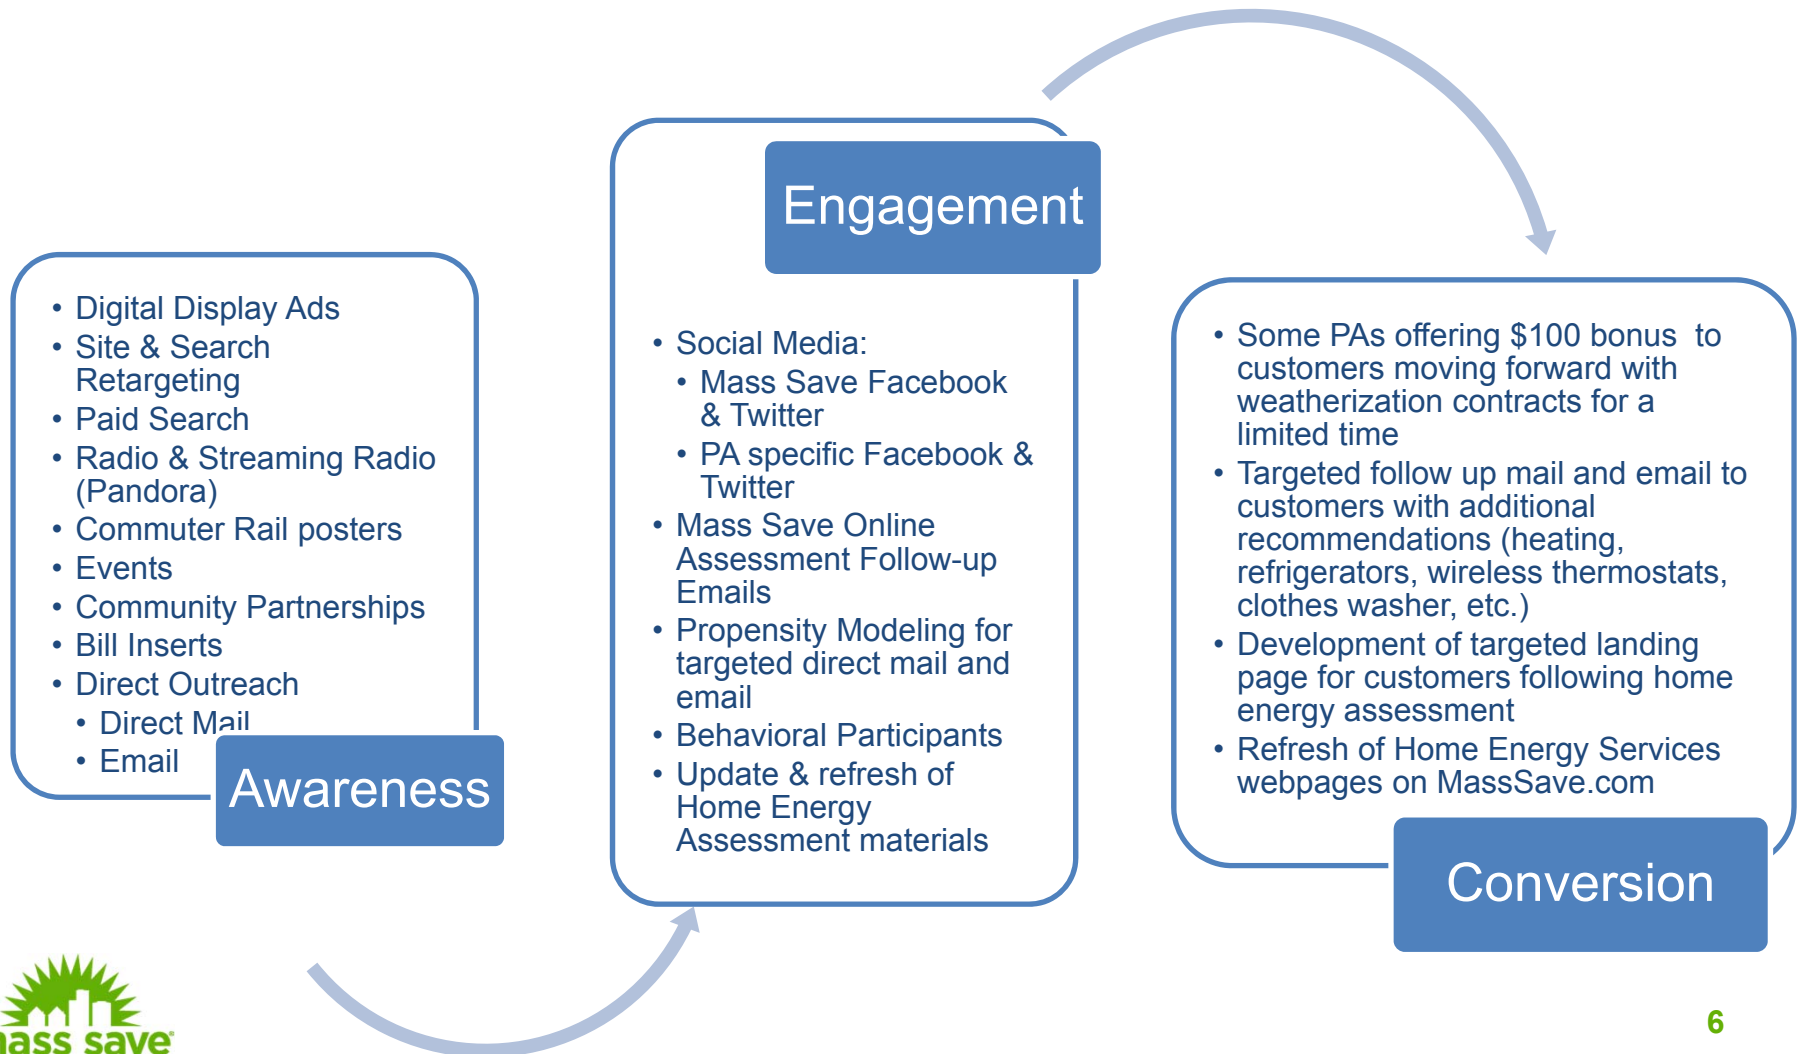 • Digital Display Ads
• Site & Search
Retargeting
• Paid Search
• Radio & Streaming Radio
(Pandora)
• Commuter Rail posters
• Events
• Community Partnerships
• Bill Inserts
• Direct Outreach
• Direct Mail
• Email
Awareness
Engagement
• Social Media:
• Mass Save Facebook
& Twitter
• PA specific Facebook &
Twitter
• Mass Save Online
Assessment Follow-up
Emails
• Propensity Modeling for
targeted direct mail and
email
• Behavioral Participants
• Update & refresh of
Home Energy
Assessment materials
• Some PAs offering $100 bonus  to
customers moving forward with
weatherization contracts for a
limited time
• Targeted follow up mail and email to
customers with additional
recommendations (heating,
refrigerators, wireless thermostats,
clothes washer, etc.)
• Development of targeted landing
page for customers following home
energy assessment
• Refresh of Home Energy Services
webpages on MassSave.com
Conversion
mass save®
6